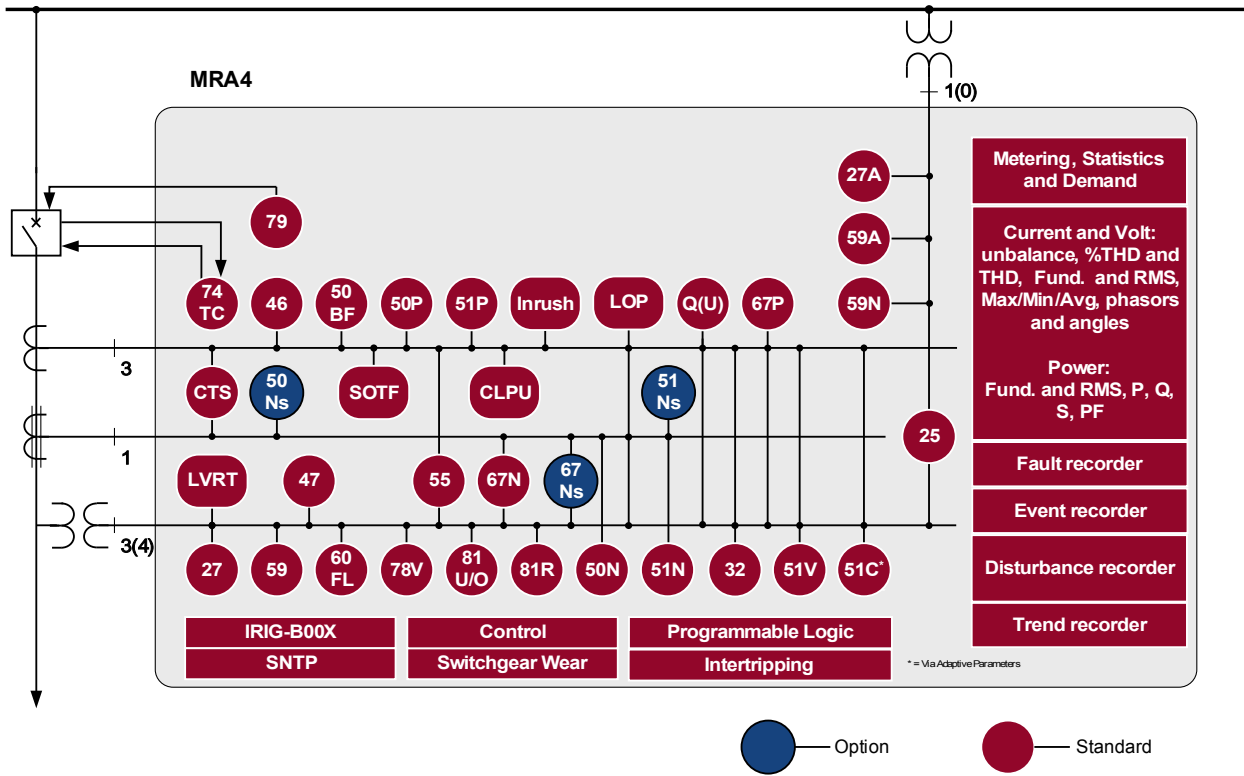 MRA4
1(0)
79
27A
59A
59N
74
TC
46
50
BF
50P
51P
Inrush
LOP
Q(U)
67P
3
CTS
50
Ns
SOTF
CLPU
51
Ns
25
1
LVRT
47
55
67N
67
Ns
3(4)
27
59
60
FL
78V
81
U/O
81R
50N
51N
32
51V
51C*
IRIG-B00X
Control
Programmable Logic
SNTP
Switchgear Wear
Intertripping
* = Via Adaptive Parameters
Metering, Statistics
and Demand
Current and Volt:
unbalance, %THD and
THD, Fund. and RMS,
Max/Min/Avg, phasors
and angles
Power:
Fund. and RMS, P, Q,
S, PF
Fault recorder
Event recorder
Disturbance recorder
Trend recorder
Option
Standard